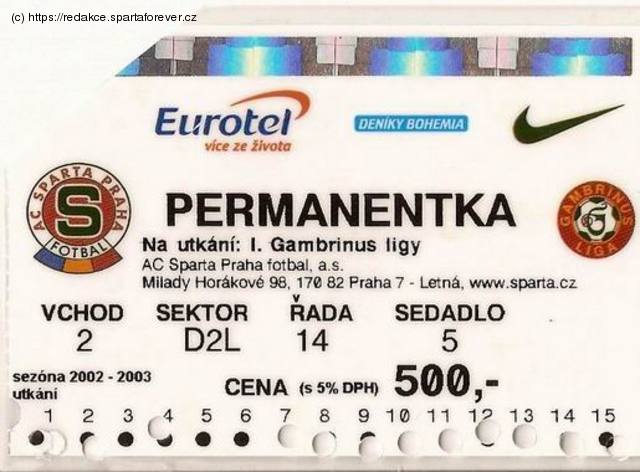 (c) https://redakce.spartaforever.cz
Eurotel
více ze života
DENÍKY BOHEMIA
AC SPARTA PRAHA
S
FOTBAL
PERMANENTKA
GAMBRINUS
LIGA
Na utkání: I. Gambrinus ligy
AC Sparta Praha fotbal, a.s.
Milady Horákové 98, 170 82 Praha 7 - Letná, www.sparta.cz
VCHOD SEKTOR ŘADA SEDADLO
2 D2L 14 5
sezóna 2002 - 2003
utkání
CENA (s 5% DPH) 500,-
1 2 3 4 5 6 7 8 9 10 11 12 13 14 15